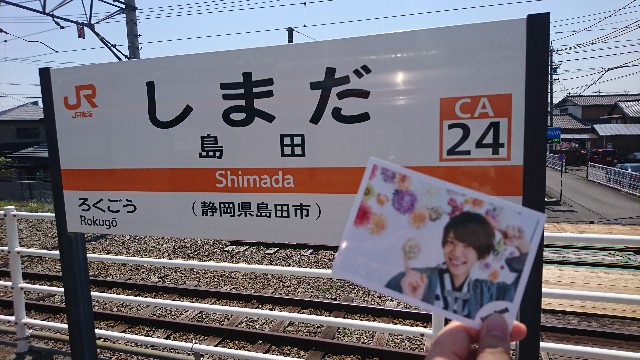 JR
JR東海
しまだ
島田
CA
24
Shimada
ろくごう
Rokugō
(静岡県島田市)